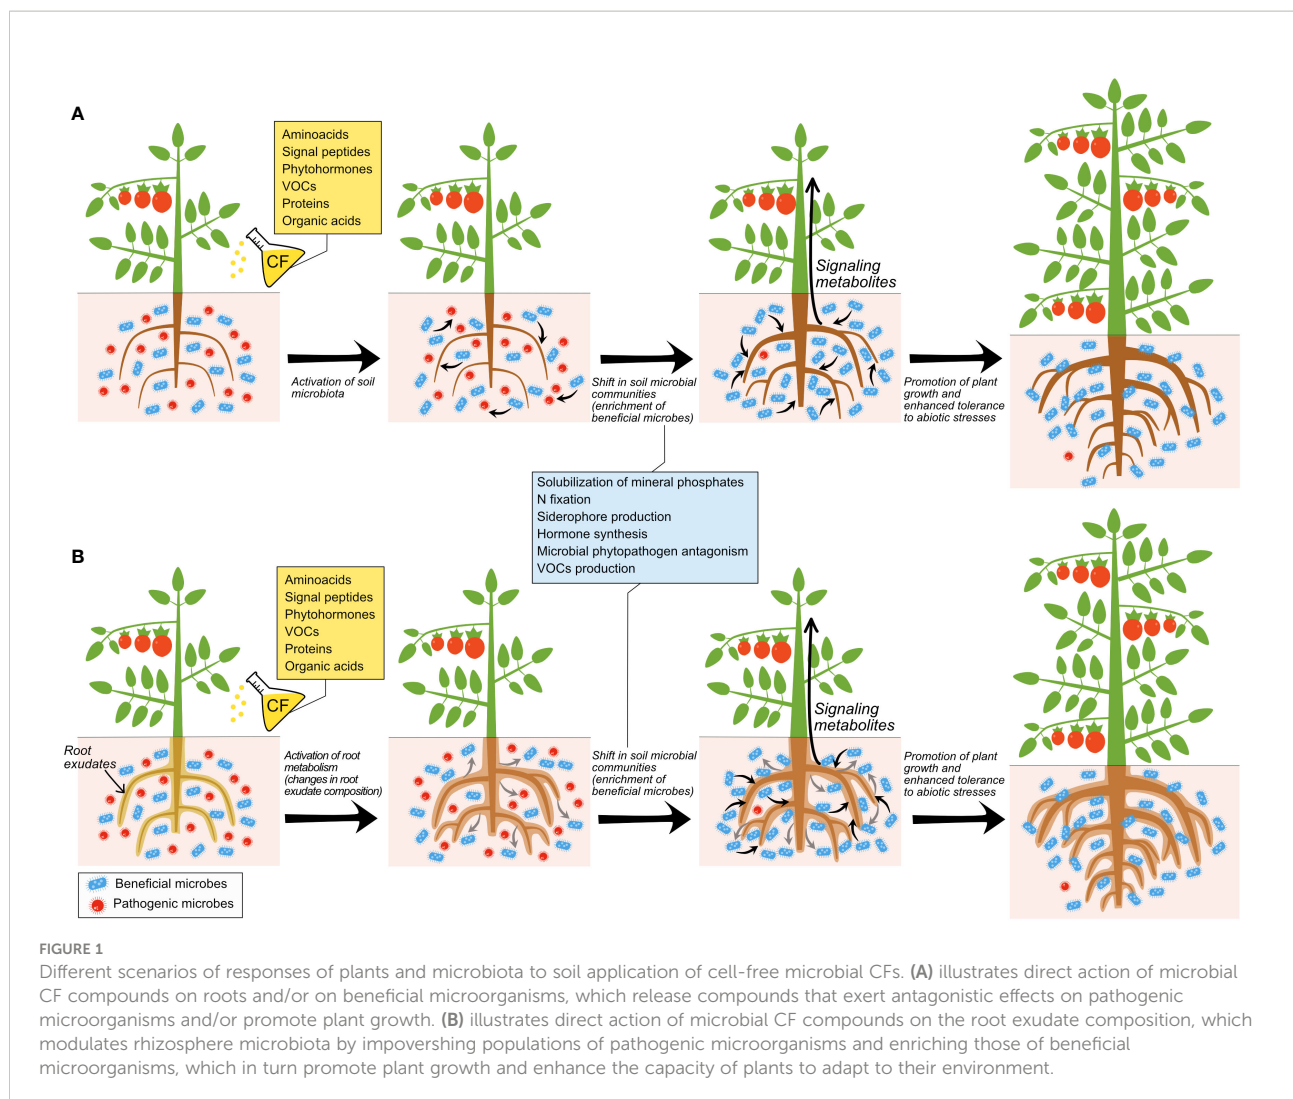 A
Aminoacids
Signal peptides
Phytohormones
VOCs
Proteins
Organic acids
CF
Activation of soil
microbiota
Shift in soil microbial
communities
(enrichment of
beneficial microbes)
Signaling
metabolites
Promotion of plant
growth and
enhanced tolerance
to abiotic stresses
Solubilization of mineral phosphates
N fixation
Siderophore production
Hormone synthesis
Microbial phytopathogen antagonism
VOCs production
B
Aminoacids
Signal peptides
Phytohormones
VOCs
Proteins
Organic acids
CF
Root
exudates
Activation of root
metabolism
(changes in root
exudate composition)
Shift in soil microbial
communities
(enrichment of
beneficial microbes)
Signaling
metabolites
Promotion of plant
growth and
enhanced tolerance
to abiotic stresses
Beneficial microbes
Pathogenic microbes
FIGURE 1
Different scenarios of responses of plants and microbiota to soil application of cell-free microbial CFs. (A) illustrates direct action of microbial
CF compounds on roots and/or on beneficial microorganisms, which release compounds that exert antagonistic effects on pathogenic
microorganisms and/or promote plant growth. (B) illustrates direct action of microbial CF compounds on the root exudate composition, which
modulates rhizosphere microbiota by impovershing populations of pathogenic microorganisms and enriching those of beneficial
microorganisms, which in turn promote plant growth and enhance the capacity of plants to adapt to their environment.